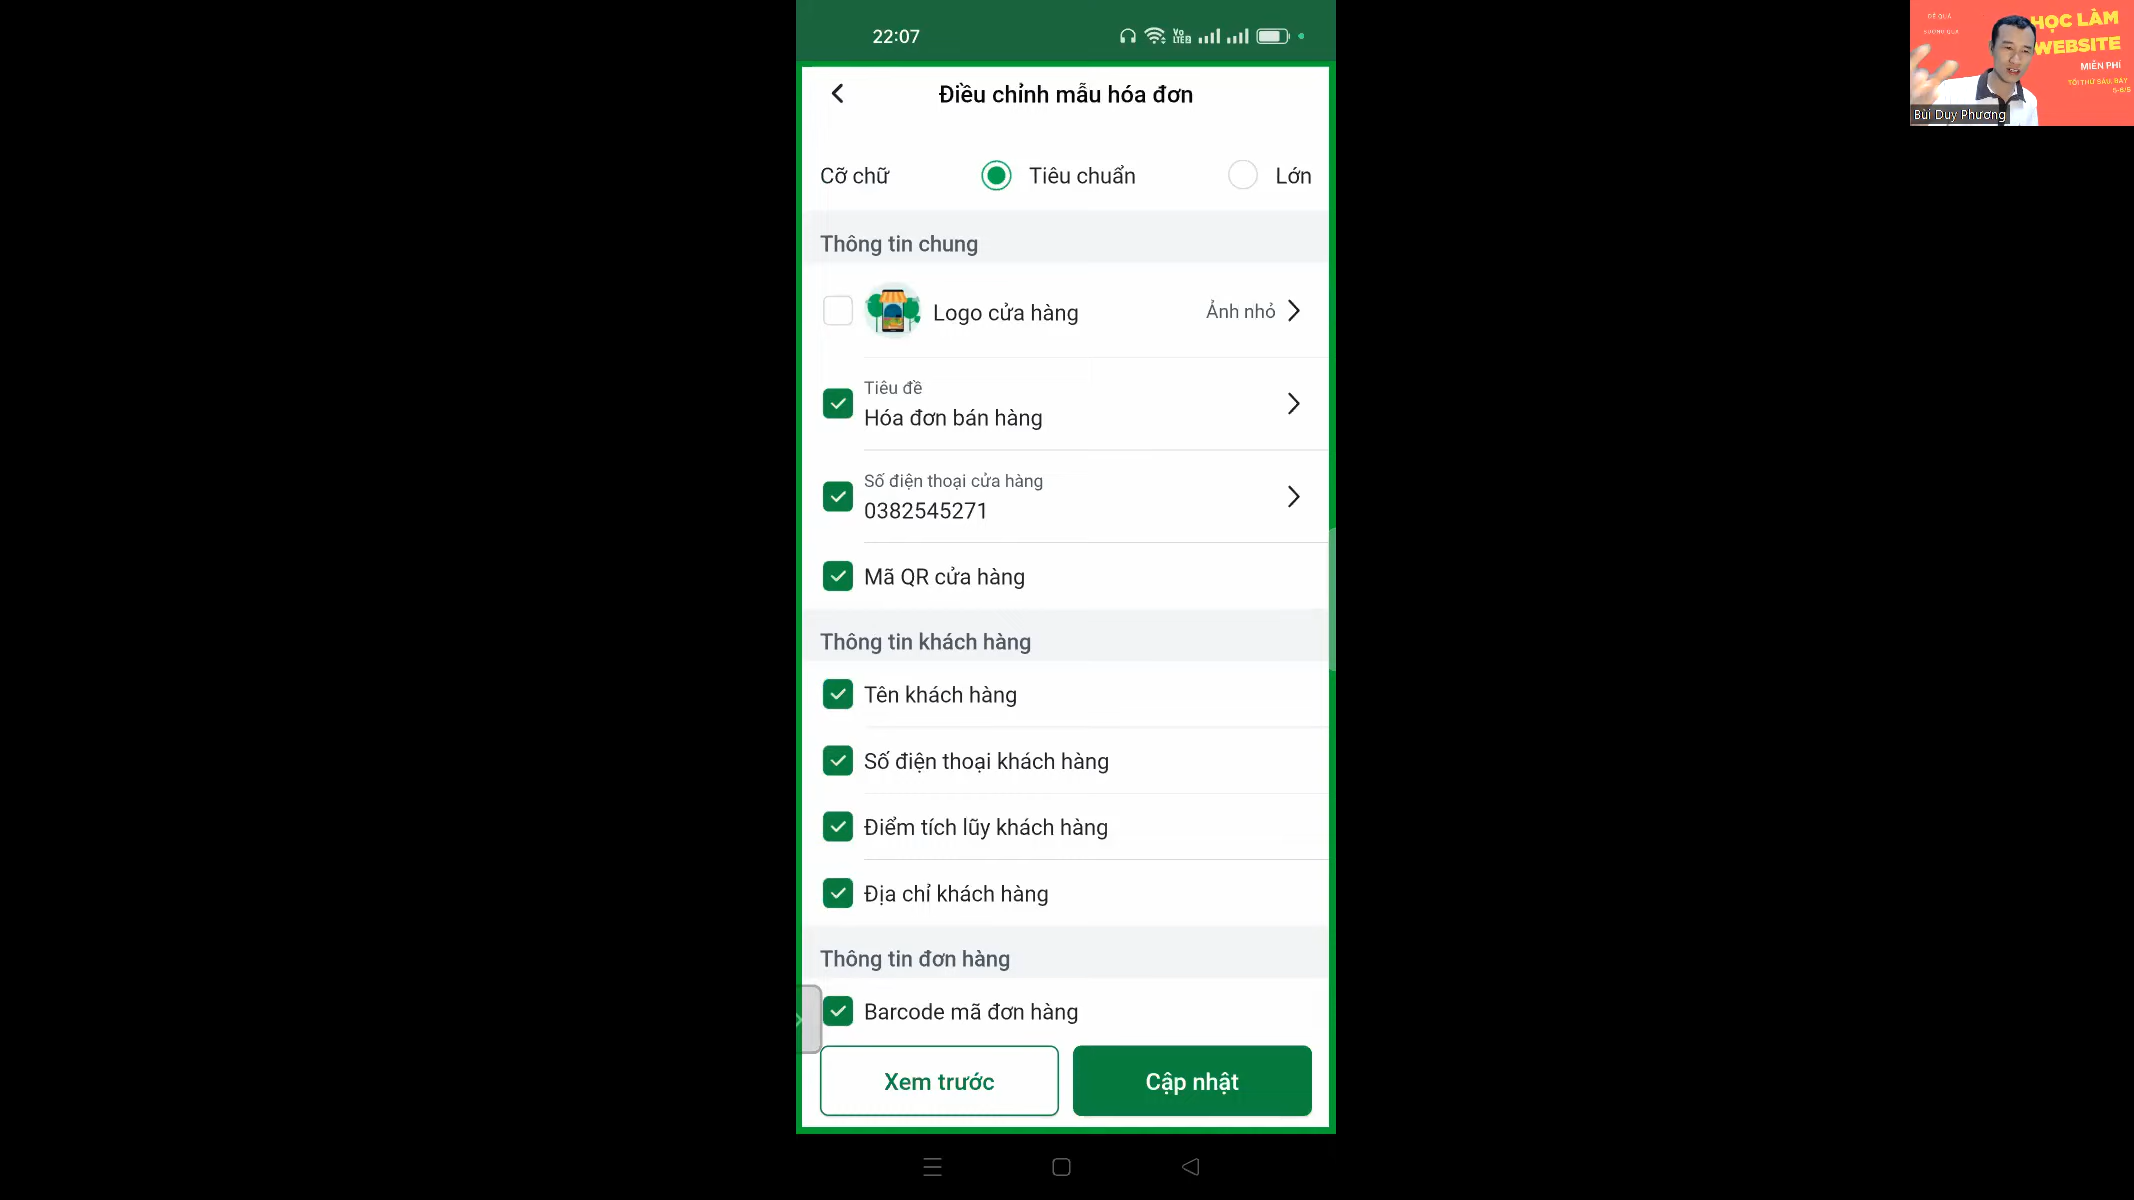 22:07
Vo
LTE2
Điều chỉnh mẫu hóa đơn
Cỡ chữ
Tiêu chuẩn
Lớn
Thông tin chung
Logo cửa hàng
Ảnh nhỏ
Tiêu đề
Hóa đơn bán hàng
Số điện thoại cửa hàng
0382545271
Mã QR cửa hàng
Thông tin khách hàng
Tên khách hàng
Số điện thoại khách hàng
Điểm tích lũy khách hàng
Địa chỉ khách hàng
Thông tin đơn hàng
Barcode mã đơn hàng
Xem trước
Cập nhật
HỌC LÀM
WEBSITE
MIỄN PHÍ
Bùi Duy Phương